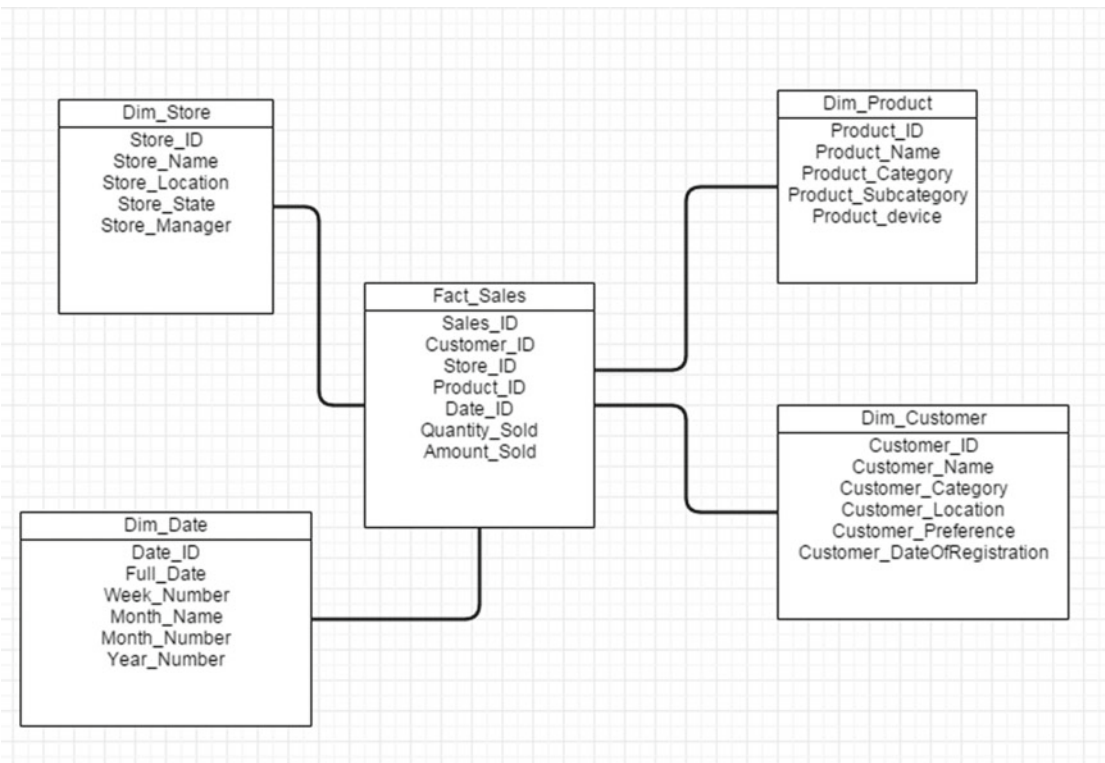 Dim_Store
Store_ID
Store_Name
Store_Location
Store_State
Store_Manager
Dim_Product
Product_ID
Product_Name
Product_Category
Product_Subcategory
Product_device
Fact_Sales
Sales_ID
Customer_ID
Store_ID
Product_ID
Date_ID
Quantity_Sold
Amount_Sold
Dim_Customer
Customer_ID
Customer_Name
Customer_Category
Customer_Location
Customer_Preference
Customer_DateOfRegistration
Dim_Date
Date_ID
Full_Date
Week_Number
Month_Name
Month_Number
Year_Number